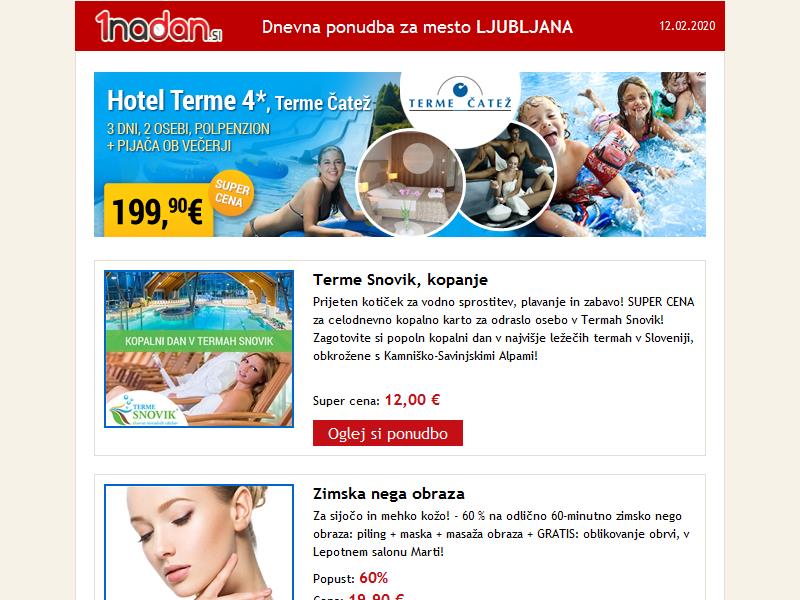 1nadan.si
Dnevna ponudba za mesto LJUBLJANA
12.02.2020
Hotel Terme 4*, Terme Čatež
3 DNI, 2 OSEBI, POLPENZION
+ PIJAČA OB VEČERJI
199,90€
SUPER
CENA
TERME ČATEŽ
Terme Snovik, kopanje
Prijeten kotiček za vodno sprostitev, plavanje in zabavo! SUPER CENA
za celodnevno kopalno karto za odraslo osebo v Termah Snovik!
Zagotovite si popoln kopalni dan v najvišje ležečih termah v Sloveniji,
obkrožene s Kamniško-Savinjskimi Alpami!
Super cena: 12,00 €
Oglej si ponudbo
KOPALNI DAN V TERMAH SNOVIK
TERME
SNOVIK
Zimska nega obraza
Za sijočo in mehko kožo! - 60 % na odlično 60-minutno zimsko nego
obraza: piling + maska + masaža obraza + GRATIS: oblikovanje obrvi, v
Lepotnem salonu Marti!
Popust: 60%
Cena: 19,90 €